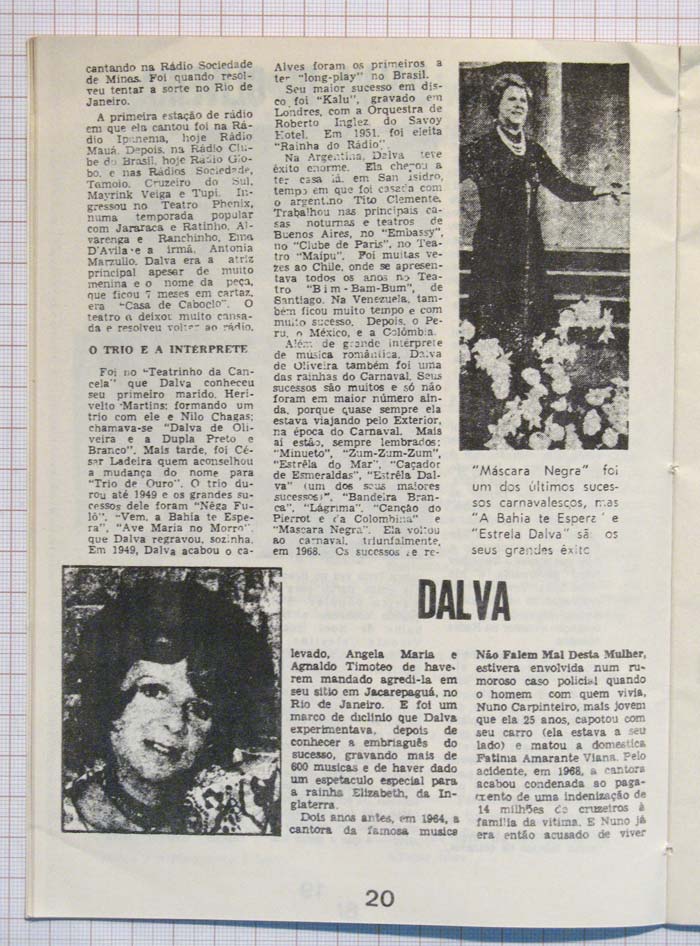 cantando na Rádio Sociedade
de Minas. Foi quando resol-
veu tentar a sorte no Rio de
Janeiro.
A primeira estação de rádio
em que ela cantou foi na Rá-
dio Ipanema, hoje Rádio
Mauá. Depois, na Rádio Clu-
be do Brasil, hoje Rádio Glo-
bo, e nas Rádios Sociedade,
Tamoio, Cruzeiro do Sul,
Mayrink Veiga e Tupi. In-
gressou no Teatro Phenix,
numa temporada popular
com Jararaca e Ratinho, Al-
varenga e Ranchinho, Ema
D'Avila e a irmã, Antonia
Marzullo. Dalva era a atriz
principal apesar de muito
menina e o nome da peça,
que ficou 7 meses em cartaz,
era "Casa de Caboclo". O
teatro a deixou muito cansa-
da e resolveu voltar ao rádio.
O TRIO E A INTERPRETE
Foi no "Teatrinho da Can-
cela" que Dalva conheceu
seu primeiro marido, Heri-
velto Martins; formando um
trio com ele e Nilo Chagas;
chamava-se "Dalva de Oli-
veira e a Dupla Preto e
Branco". Mais tarde, foi Cé-
sar Ladeira quem aconselhou
a mudança do nome para
"Trio de Ouro". O trio du-
rou até 1949 e os grandes su-
cessos dele foram "Nêga Fu-
lô", "Vem, a Bahia te Espe-
ra", "Ave Maria no Morro",
que Dalva regravou, sozinha.
Em 1949, Dalva acabou o ca-
Alves foram os primeiros a
ter "long-play" no Brasil.
Seu maior sucesso em dis-
co foi "Kalu", gravado em
Londres, com a Orquestra de
Roberto Inglez do Savoy
Hotel. Em 1951, foi eleita
"Rainha do Rádio".
Na Argentina, Dalva teve
êxito enorme. Ela chegou a
ter casa lá, em San Isidro,
tempo em que foi casada com
o argentino Tito Clemente.
Trabalhou nas principais ca-
sas noturnas e teatros de
Buenos Aires, no "Embassy",
no "Clube de Paris", no Tea-
tro "Maipu". Foi muitas ve-
zes ao Chile, onde se apresen-
tava todos os anos no Tea-
tro "Bim-Bam-Bum", de
Santiago. Na Venezuela, tam-
bém ficou muito tempo e com
muito sucesso. Depois, o Pe-
ru, o México, e a Colômbia.
Além de grande intérprete
de música romântica, Dalva
de Oliveira também foi uma
das rainhas do Carnaval. Seus
sucessos são muitos e só não
foram em maior número ain-
da, porque quase sempre ela
estava viajando pelo Exterior,
na época do Carnaval. Mais
aí estão, sempre lembrados:
"Minueto", "Zum-Zum-Zum",
"Estrêla do Mar", "Caçador
de Esmeraldas", "Estrêla Dal-
va" (um dos seus maiores
sucessos)", "Bandeira Bran-
ca", "Lágrima", "Canção do
Pierrot e da Colombina" e
"Mascara Negra". Ela voltou
ao carnaval, triunfalmente,
em 1968. Os sucessos se re-
"Máscara Negra" foi
um dos últimos suces-
sos carnavalescos, mas
"A Bahia te Espera" e
"Estrela Dalva" são os
seus grandes êxito
DALVA
levado, Angela Maria e
Agnaldo Timoteo de have-
rem mandado agredi-la em
seu sítio em Jacarepaguá, no
Rio de Janeiro. E foi um
marco de diclínio que Dalva
experimentava, depois de
conhecer a embriaguês do
sucesso, gravando mais de
600 musicas e de haver dado
um espetaculo especial para
a rainha Elizabeth, da In-
glaterra.
Dois anos antes, em 1964, a
cantora da famosa musica
Não Falem Mal Desta Mulher,
estivera envolvida num ru-
moroso caso policial quando
o homem com quem vivia,
Nuno Carpinteiro, mais jovem
que ela 25 anos, capotou com
seu carro (ela estava a seu
lado) e matou a domestica
Fatima Amarante Viana. Pelo
acidente, em 1968, a cantora
acabou condenada ao paga-
mento de uma indenização de
14 milhões de cruzeiros à
familia da vitima. E Nuno já
era então acusado de viver
20